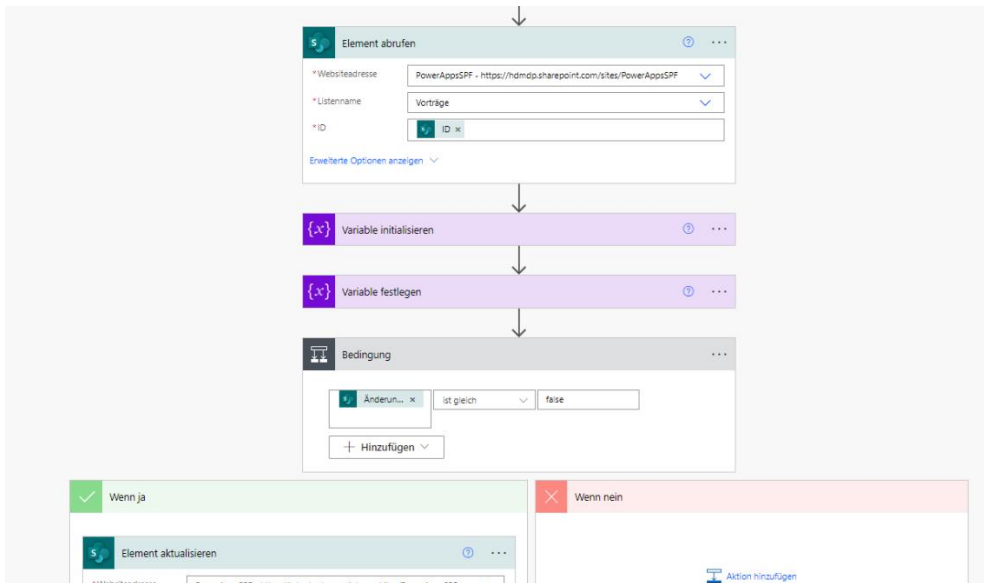 Element abrufen
*Websiteadresse PowerAppsSPF - https://hdmdp.sharepoint.com/sites/PowerAppsSPF
*Listenname Vorträge
*ID ID ×
Erweiterte Optionen anzeigen
{x} Variable initialisieren
{x} Variable festlegen
Bedingung
Änderun... × ist gleich false
+ Hinzufügen
Wenn ja
Wenn nein
Element aktualisieren
Aktion hinzufügen